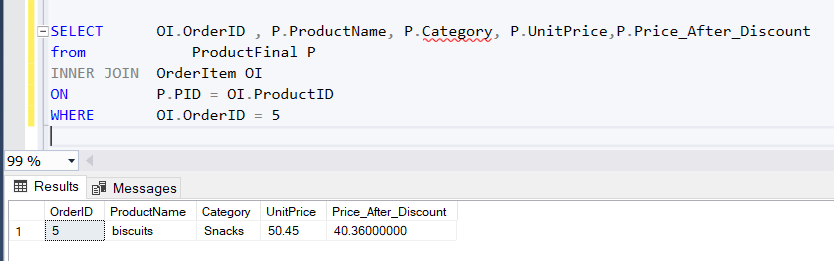 SELECT OI.OrderID , P.ProductName, P.Category, P.UnitPrice,P.Price_After_Discount
from ProductFinal P
INNER JOIN OrderItem OI
ON P.PID = OI.ProductID
WHERE OI.OrderID = 5
99 %
Results Messages
OrderID ProductName Category UnitPrice Price_After_Discount
1 5 biscuits Snacks 50.45 40.36000000